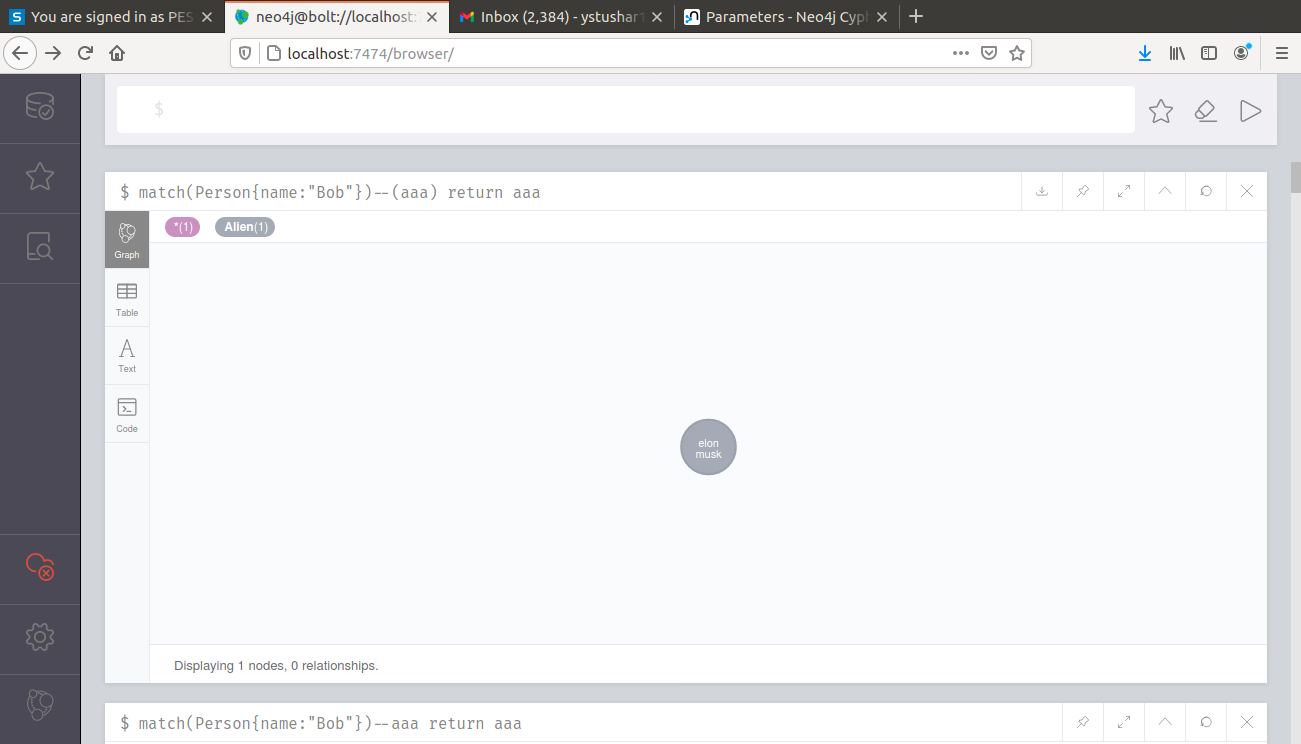 You are signed in as PES
neo4j@bolt://localhost:
Inbox (2,384) - ystushar1
Parameters - Neo4j Cyph
localhost:7474/browser/
$
$ match(Person{name:"Bob"})--(aaa) return aaa
*(1) Alien(1)
Graph
Table
Text
Code
elon
musk
Displaying 1 nodes, 0 relationships.
$ match(Person{name:"Bob"})--aaa return aaa